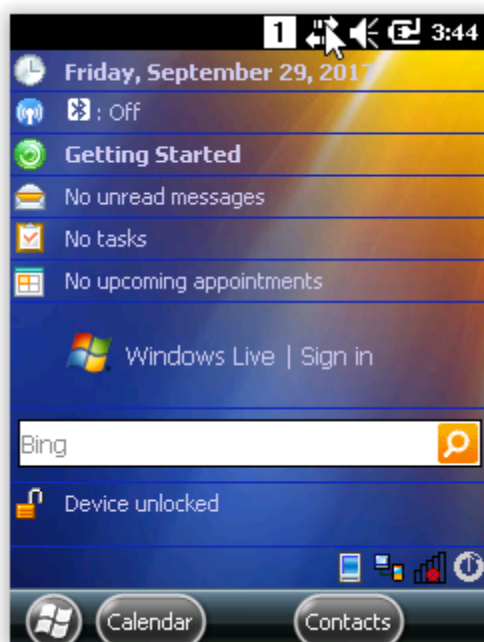 1 3:44
Friday, September 29, 2017
: Off
Getting Started
No unread messages
No tasks
No upcoming appointments
Windows Live | Sign in
Bing
Device unlocked
Calendar Contacts